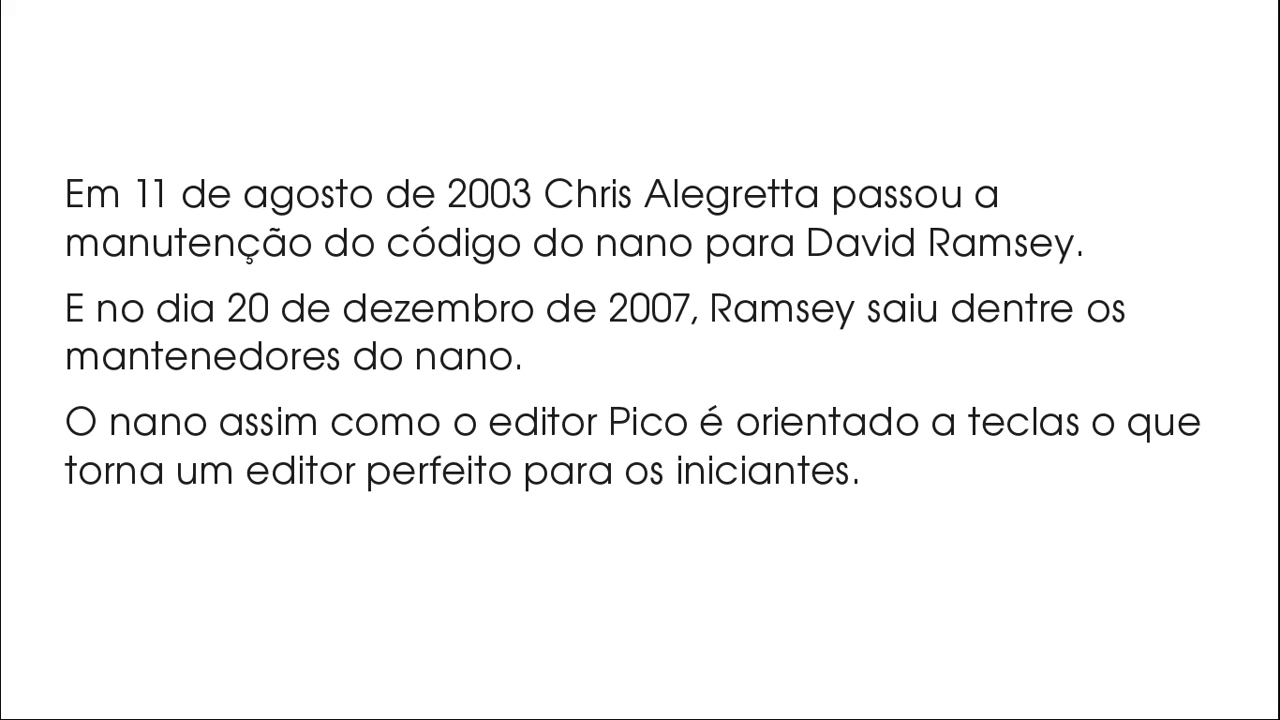 Em 11 de agosto de 2003 Chris Alegretta passou a
manutenção do código do nano para David Ramsey.
E no dia 20 de dezembro de 2007, Ramsey saiu dentre os
mantenedores do nano.
O nano assim como o editor Pico é orientado a teclas o que
torna um editor perfeito para os iniciantes.